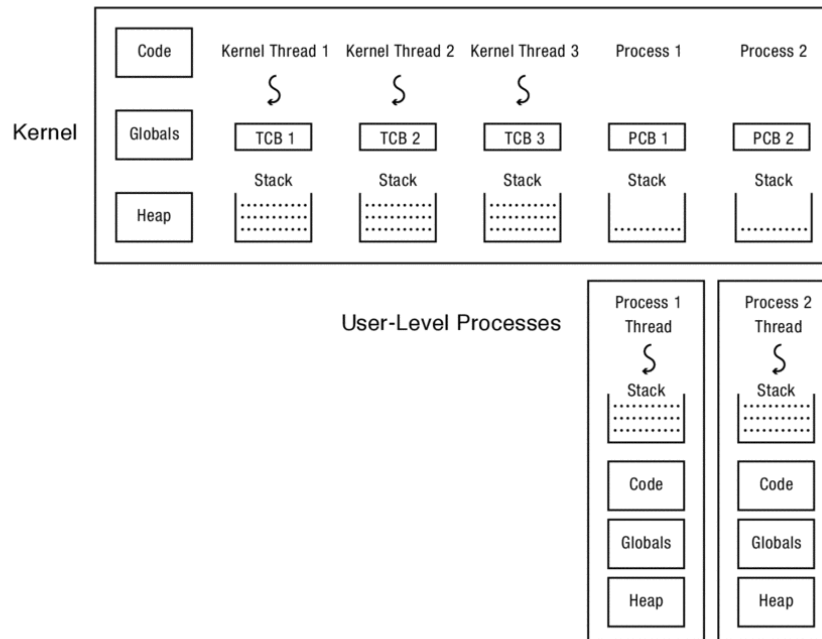 Code
Kernel Thread 1
Kernel Thread 2
Kernel Thread 3
Process 1
Process 2
Kernel
Globals
TCB 1
TCB 2
TCB 3
PCB 1
PCB 2
Stack
Stack
Stack
Stack
Stack
Heap
User-Level Processes
Process 1
Thread
Stack
Code
Globals
Heap
Process 2
Thread
Stack
Code
Globals
Heap